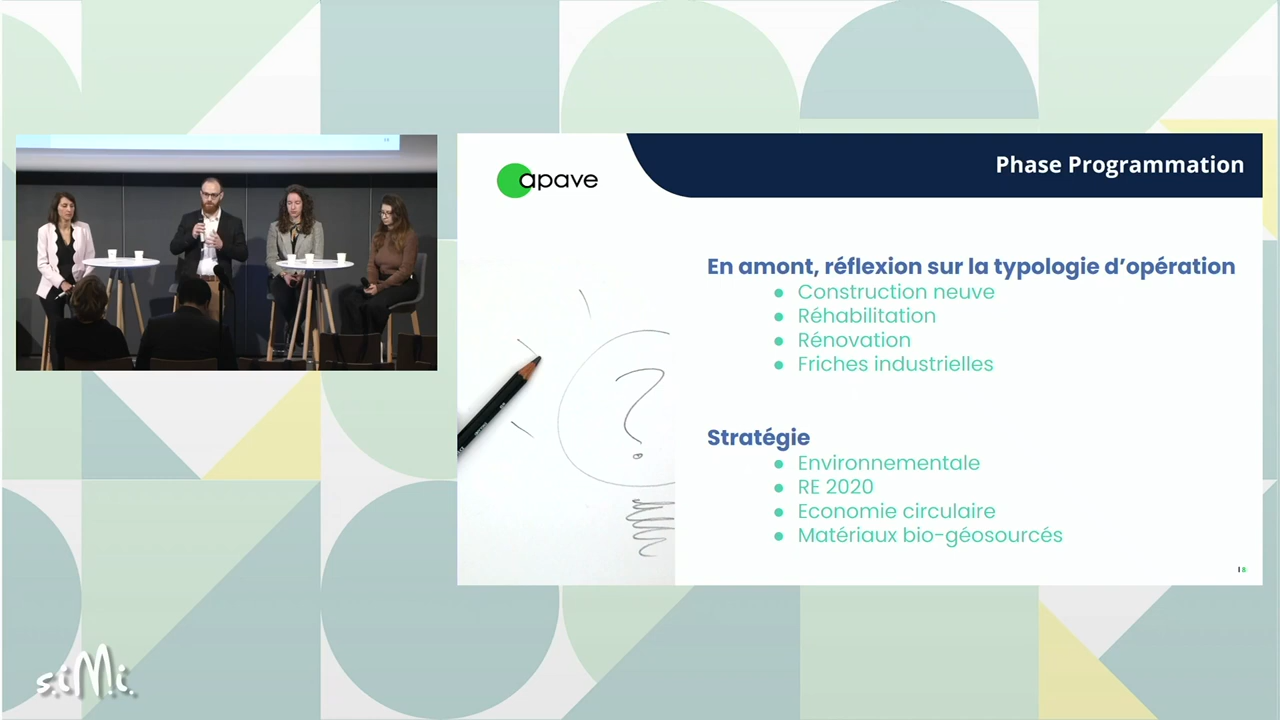 apave
Phase Programmation
En amont, réflexion sur la typologie d’opération
● Construction neuve
● Réhabilitation
● Rénovation
● Friches industrielles
Stratégie
● Environnementale
● RE 2020
● Economie circulaire
● Matériaux bio-géosourcés
s.iMi.